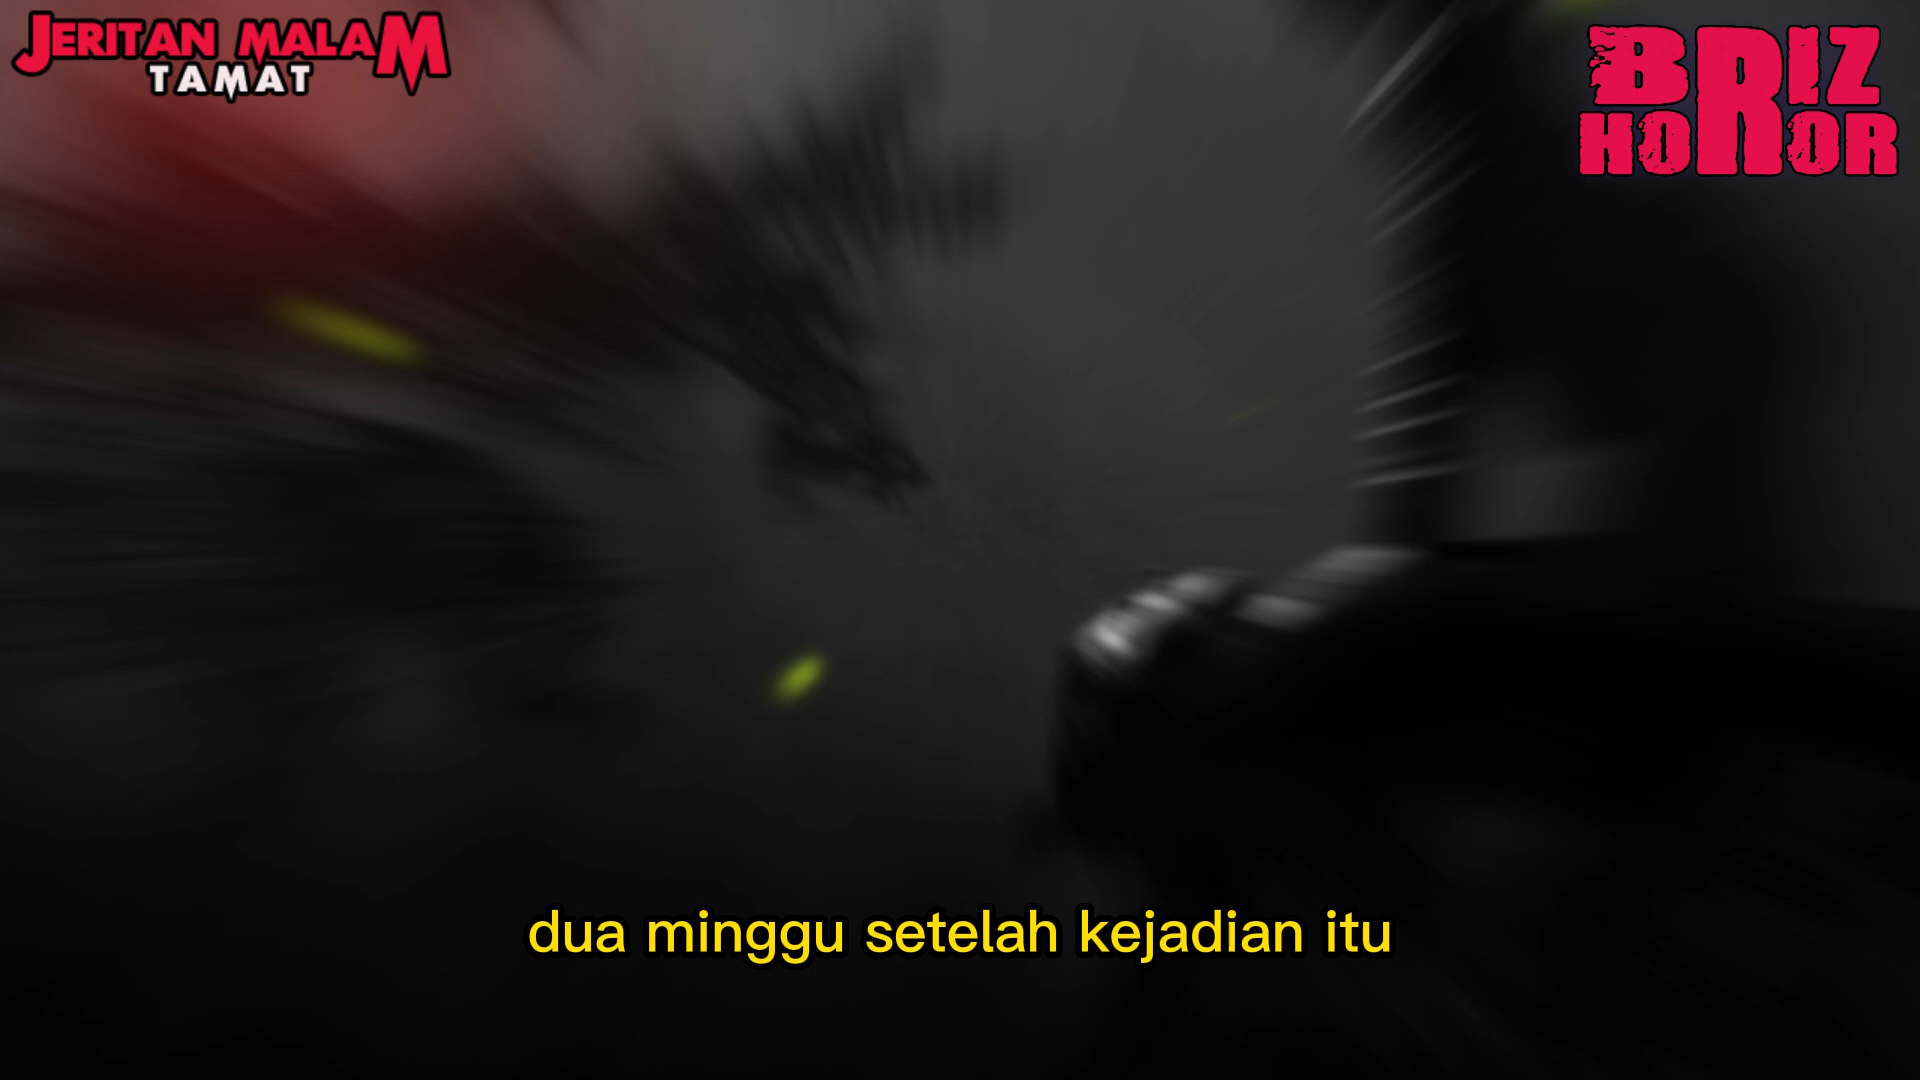 JERITAN MALAM
TAMAT
BRIZ
HORROR
dua minggu setelah kejadian itu